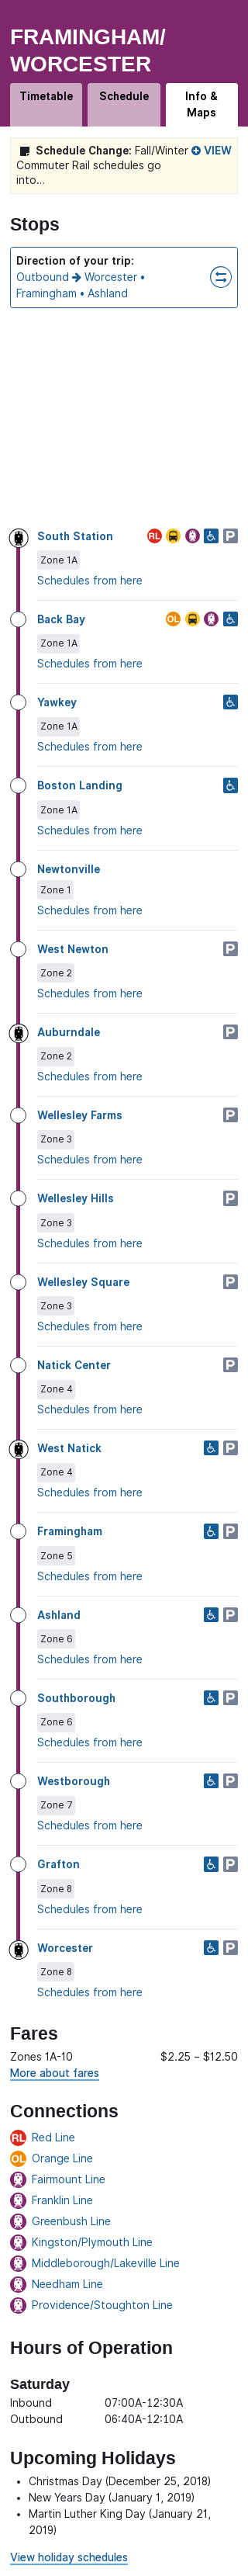 FRAMINGHAM/
WORCESTER
Timetable Schedule Info &
Maps
Schedule Change: Fall/Winter VIEW
Commuter Rail schedules go
into…
Stops
Direction of your trip:
Outbound → Worcester •
Framingham • Ashland
South Station RL P
Zone 1A
Schedules from here
Back Bay OL
Zone 1A
Schedules from here
Yawkey
Zone 1A
Schedules from here
Boston Landing
Zone 1A
Schedules from here
Newtonville
Zone 1
Schedules from here
West Newton P
Zone 2
Schedules from here
Auburndale P
Zone 2
Schedules from here
Wellesley Farms P
Zone 3
Schedules from here
Wellesley Hills P
Zone 3
Schedules from here
Wellesley Square P
Zone 3
Schedules from here
Natick Center P
Zone 4
Schedules from here
West Natick P
Zone 4
Schedules from here
Framingham P
Zone 5
Schedules from here
Ashland P
Zone 6
Schedules from here
Southborough P
Zone 6
Schedules from here
Westborough P
Zone 7
Schedules from here
Grafton P
Zone 8
Schedules from here
Worcester P
Zone 8
Schedules from here
Fares
Zones 1A-10 $2.25 – $12.50
More about fares
Connections
RL Red Line
OL Orange Line
Fairmount Line
Franklin Line
Greenbush Line
Kingston/Plymouth Line
Middleborough/Lakeville Line
Needham Line
Providence/Stoughton Line
Hours of Operation
Saturday
Inbound 07:00A-12:30A
Outbound 06:40A-12:10A
Upcoming Holidays
• Christmas Day (December 25, 2018)
• New Years Day (January 1, 2019)
• Martin Luther King Day (January 21,
2019)
View holiday schedules